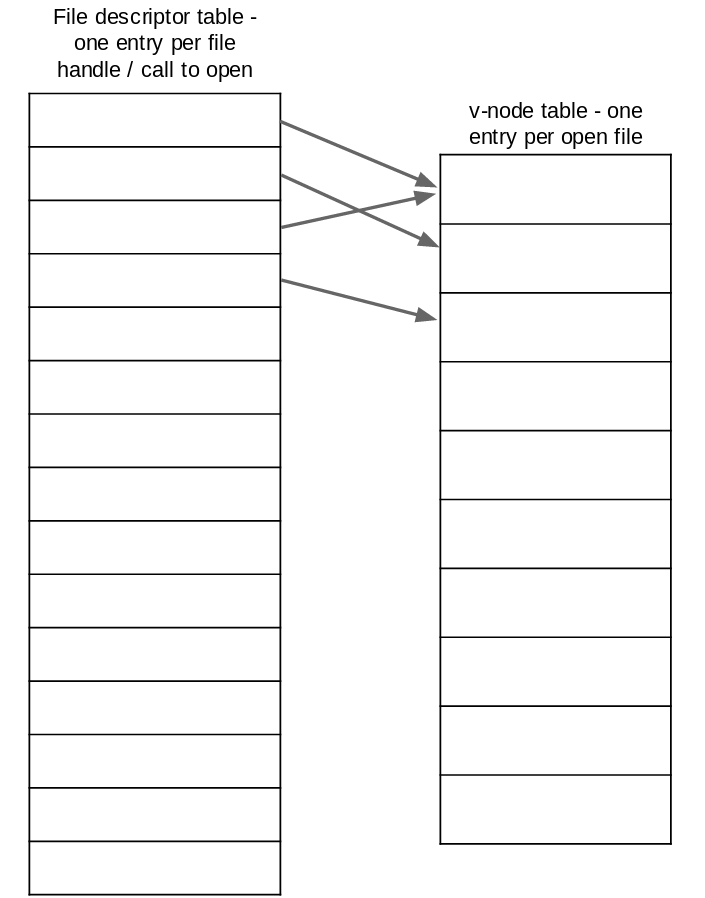 File descriptor table -
one entry per file
handle / call to open
v-node table - one
entry per open file